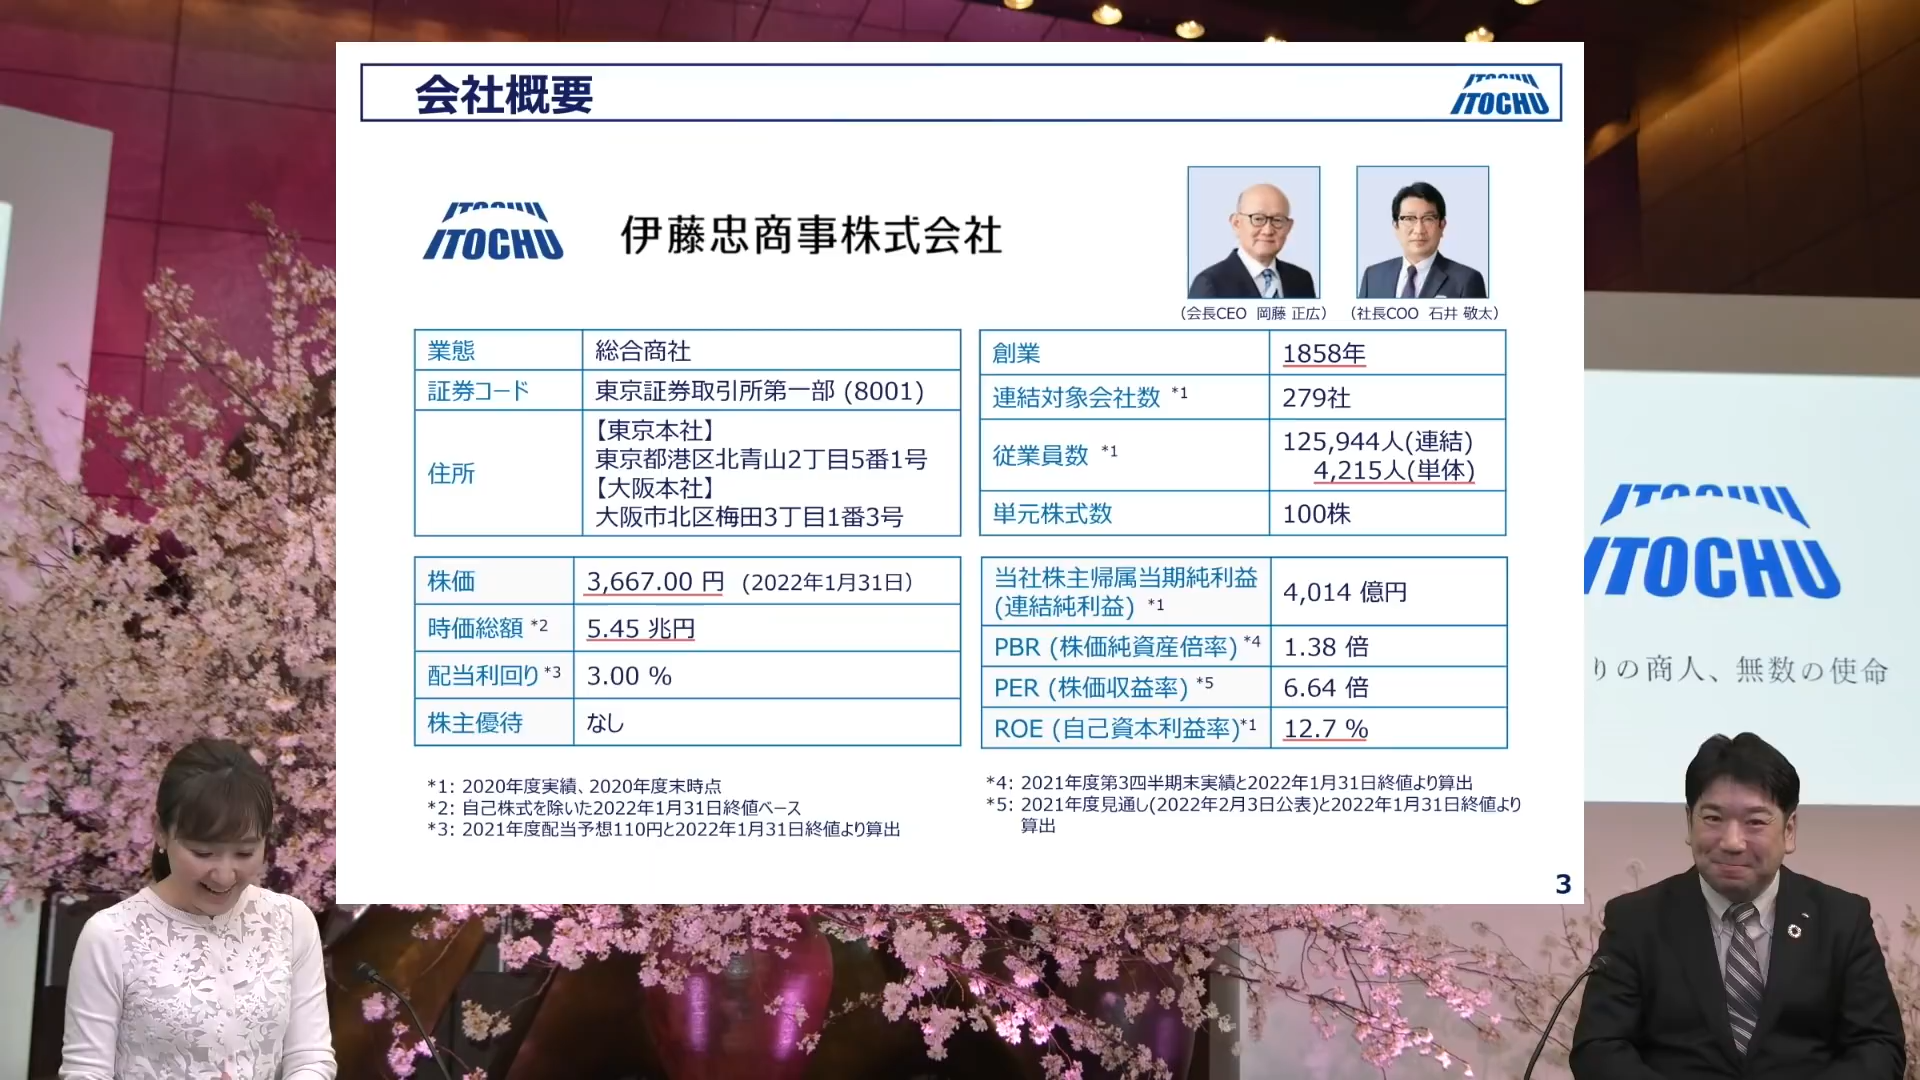 会社概要
ITOCHU
ITOCHU
ITOCHU
ITOCHU
伊藤忠商事株式会社
(会長CEO 岡藤 正広)
(社長COO 石井 敬太)
業態 総合商社
証券コード 東京証券取引所第一部 (8001)
住所
【東京本社】
東京都港区北青山2丁目5番1号
【大阪本社】
大阪市北区梅田3丁目1番3号
創業 1858年
連結対象会社数 *1 279社
従業員数 *1
125,944人(連結)
4,215人(単体)
単元株式数 100株
株価 3,667.00 円 (2022年1月31日)
時価総額 *2 5.45 兆円
配当利回り *3 3.00 %
株主優待 なし
当社株主帰属当期純利益
(連結純利益) *1
4,014 億円
PBR (株価純資産倍率) *4 1.38 倍
PER (株価収益率) *5 6.64 倍
ROE (自己資本利益率)*1 12.7 %
*1: 2020年度実績、2020年度末時点
*2: 自己株式を除いた2022年1月31日終値ベース
*3: 2021年度配当予想110円と2022年1月31日終値より算出
*4: 2021年度第3四半期末実績と2022年1月31日終値より算出
*5: 2021年度見通し(2022年2月3日公表)と2022年1月31日終値より
算出
3
ITOCHU
ITOCHU
りの商人、無数の使命